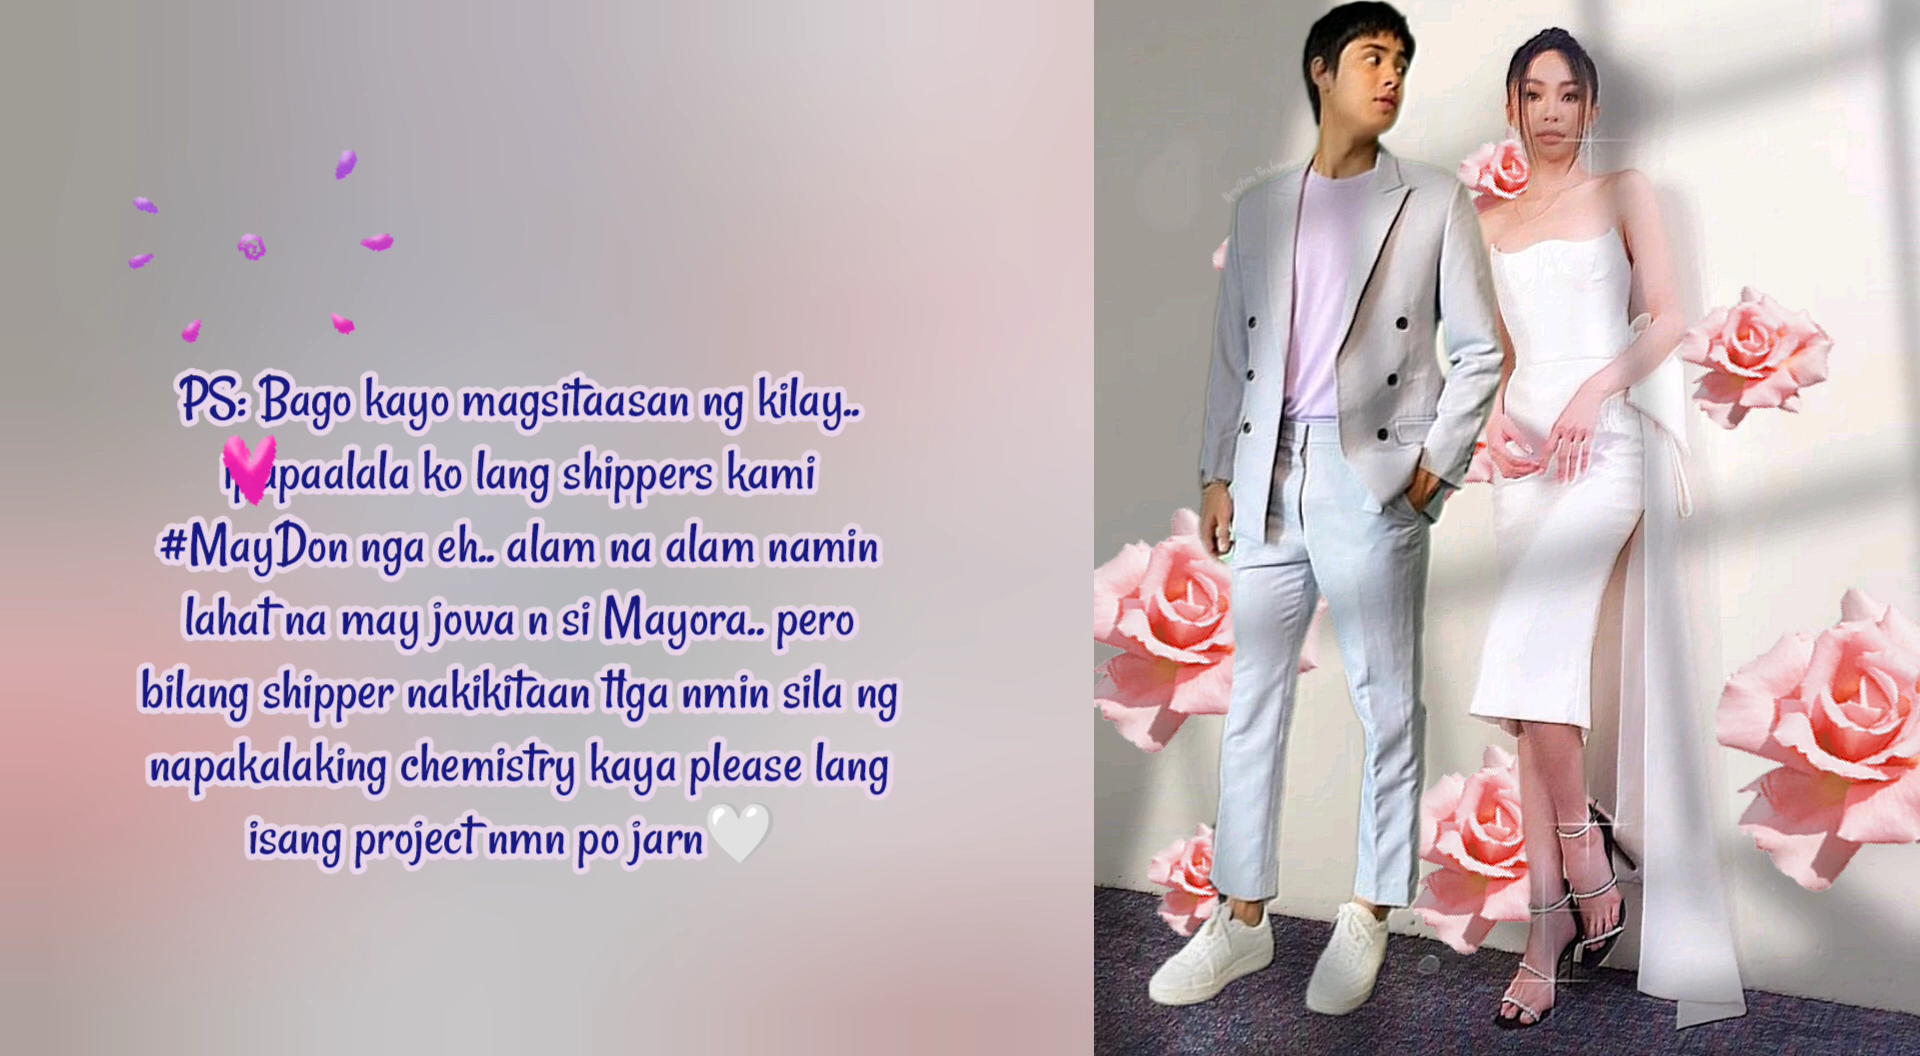 PS: Bago kayo magsitaasan ng kilay..
ko lang shippers kami
#MayDon nga eh.. alam na alam namin
lahat na may jowa n si Mayora.. pero
bilang shipper nakikitaan tlga nmin sila ng
napakalaking chemistry kaya please lang
isang project nmn po jarn🤍